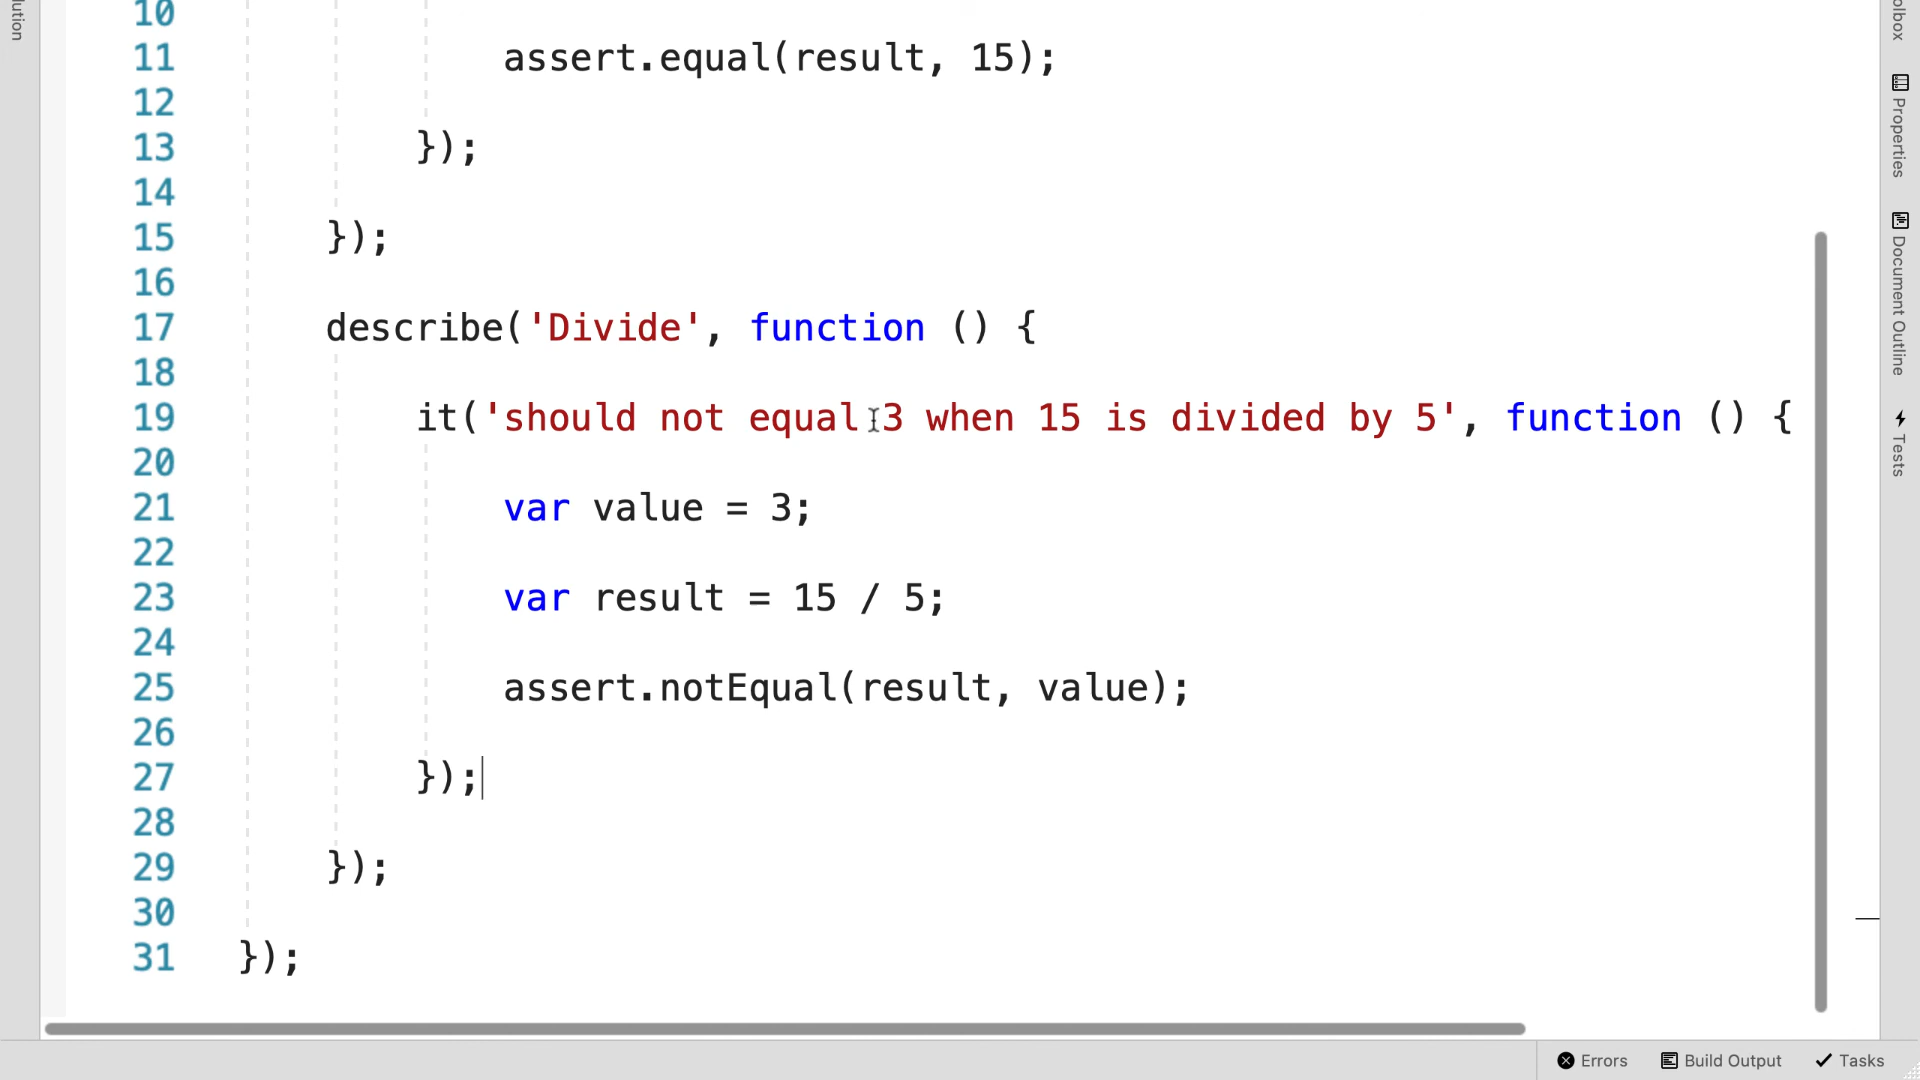 lution
10
11 assert.equal(result, 15);
12
13 });
14
15 });
16
17 describe('Divide', function () {
18
19 it('should not equal 3 when 15 is divided by 5', function () {
20
21 var value = 3;
22
23 var result = 15 / 5;
24
25 assert.notEqual(result, value);
26
27 });
28
29 });
30
31 });
olbox
Properties
Document Outline
Tests
Errors Build Output Tasks